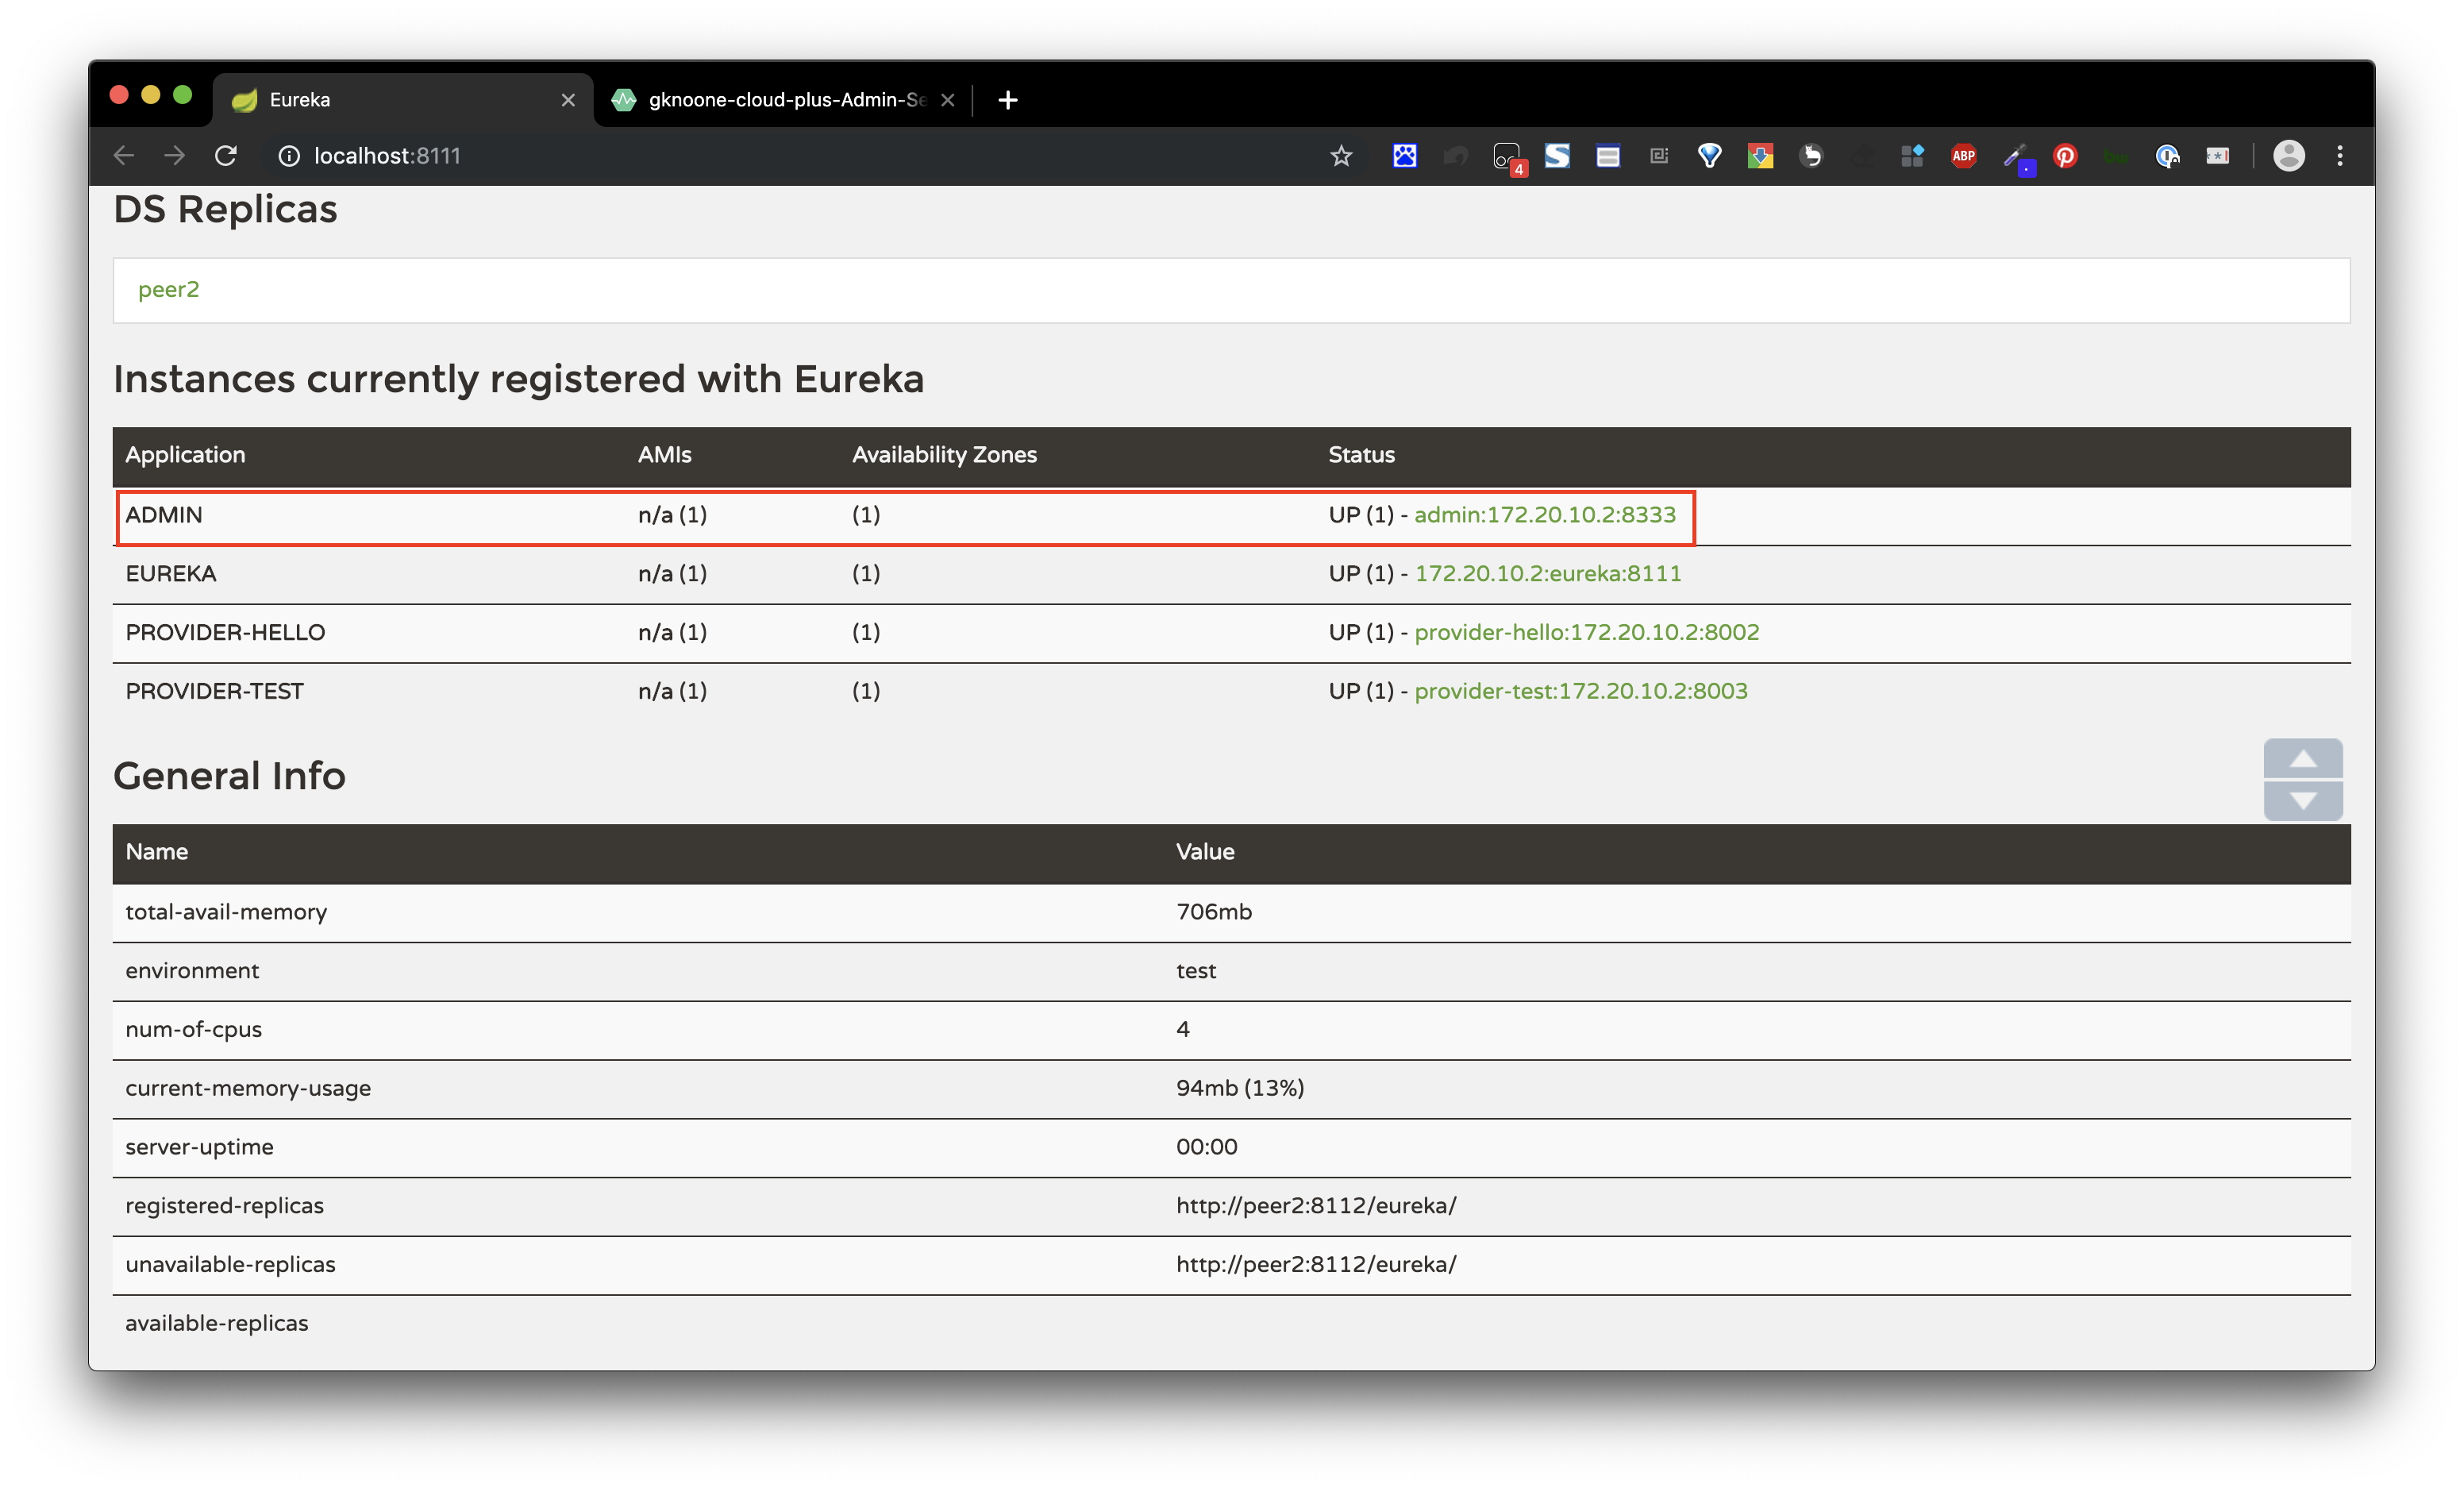 Eureka
gknoone-cloud-plus-Admin-Se
localhost:8111
4
ABP
DS Replicas
peer2
Instances currently registered with Eureka
Application AMIs Availability Zones Status
ADMIN n/a (1) (1) UP (1) - admin:172.20.10.2:8333
EUREKA n/a (1) (1) UP (1) - 172.20.10.2:eureka:8111
PROVIDER-HELLO n/a (1) (1) UP (1) - provider-hello:172.20.10.2:8002
PROVIDER-TEST n/a (1) (1) UP (1) - provider-test:172.20.10.2:8003
General Info
Name Value
total-avail-memory 706mb
environment test
num-of-cpus 4
current-memory-usage 94mb (13%)
server-uptime 00:00
registered-replicas http://peer2:8112/eureka/
unavailable-replicas http://peer2:8112/eureka/
available-replicas